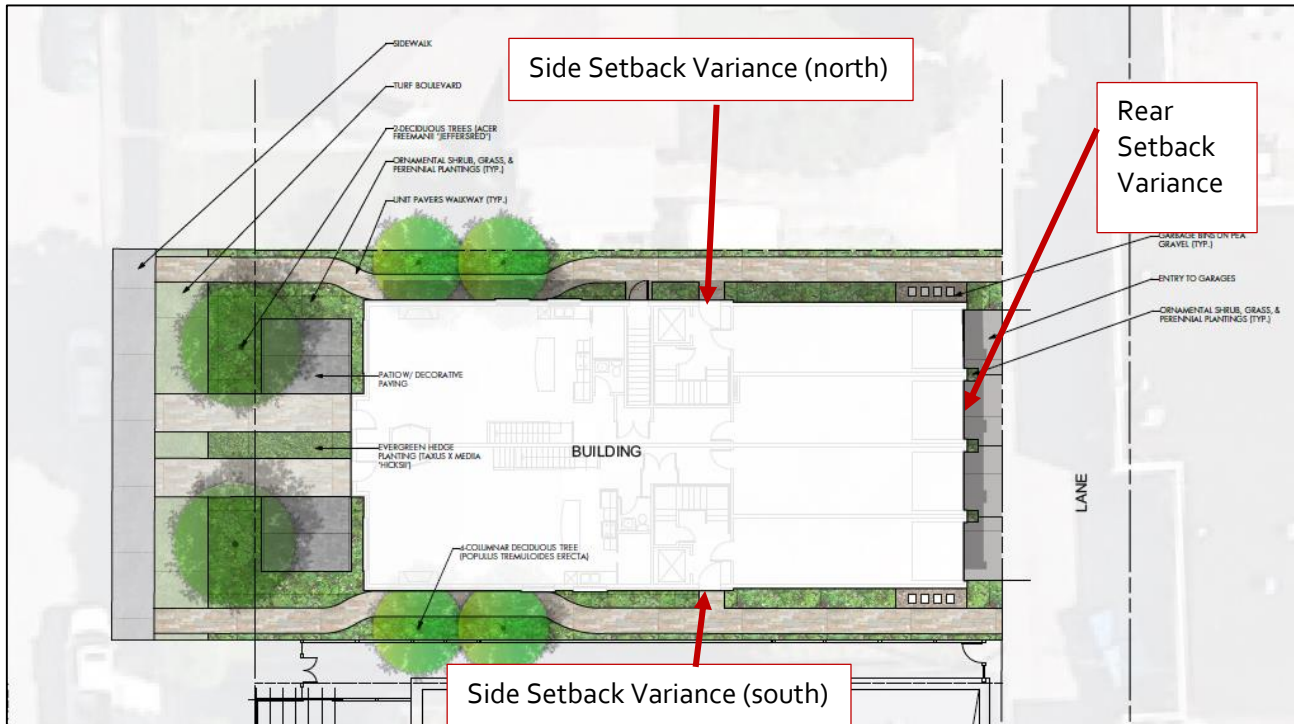 SIDEWALK
TURF BOULEVARD
2-DECIDUOUS TREES (ACER
FREEMANII "JEFFERSRED")
ORNAMENTAL SHRUB, GRASS, &
PERENNIAL PLANTINGS (TYP.)
UNIT PAVERS WALKWAY (TYP.)
Side Setback Variance (north)
Rear
Setback
Variance
GARBAGE BINS ON PEA
GRAVEL (TYP.)
ENTRY TO GARAGES
ORNAMENTAL SHRUB, GRASS, &
PERENNIAL PLANTINGS (TYP.)
PATIO W/ DECORATIVE
PAVING
EVERGREEN HEDGE
PLANTING (TAXUS X MEDIA
'HICKSII')
BUILDING
LANE
4-COLUMNAR DECIDUOUS TREE
(POPULUS TREMULOIDES ERECTA)
Side Setback Variance (south)